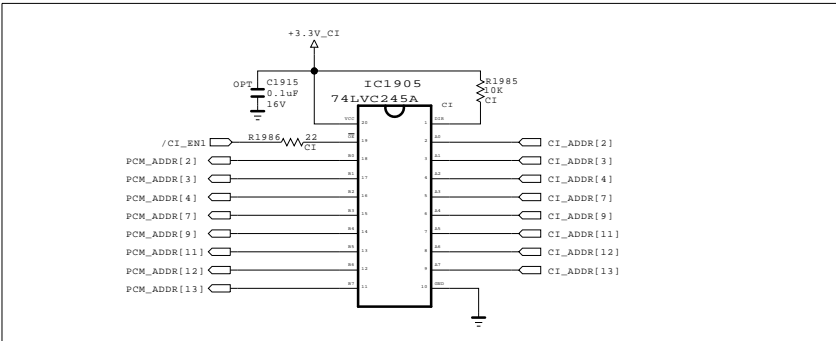 +3.3V_CI
OPT C1915 0.1uF 16V
IC1905
74LVC245A
R1985 10K CI
CI
VCC 20
1 DIR
/CI_EN1 R1986 22 CI OE 19
2 A0 CI_ADDR[2]
PCM_ADDR[2] B0 18
3 A1 CI_ADDR[3]
PCM_ADDR[3] B1 17
4 A2 CI_ADDR[4]
PCM_ADDR[4] B2 16
5 A3 CI_ADDR[7]
PCM_ADDR[7] B3 15
6 A4 CI_ADDR[9]
PCM_ADDR[9] B4 14
7 A5 CI_ADDR[11]
PCM_ADDR[11] B5 13
8 A6 CI_ADDR[12]
PCM_ADDR[12] B6 12
9 A7 CI_ADDR[13]
PCM_ADDR[13] B7 11
10 GND